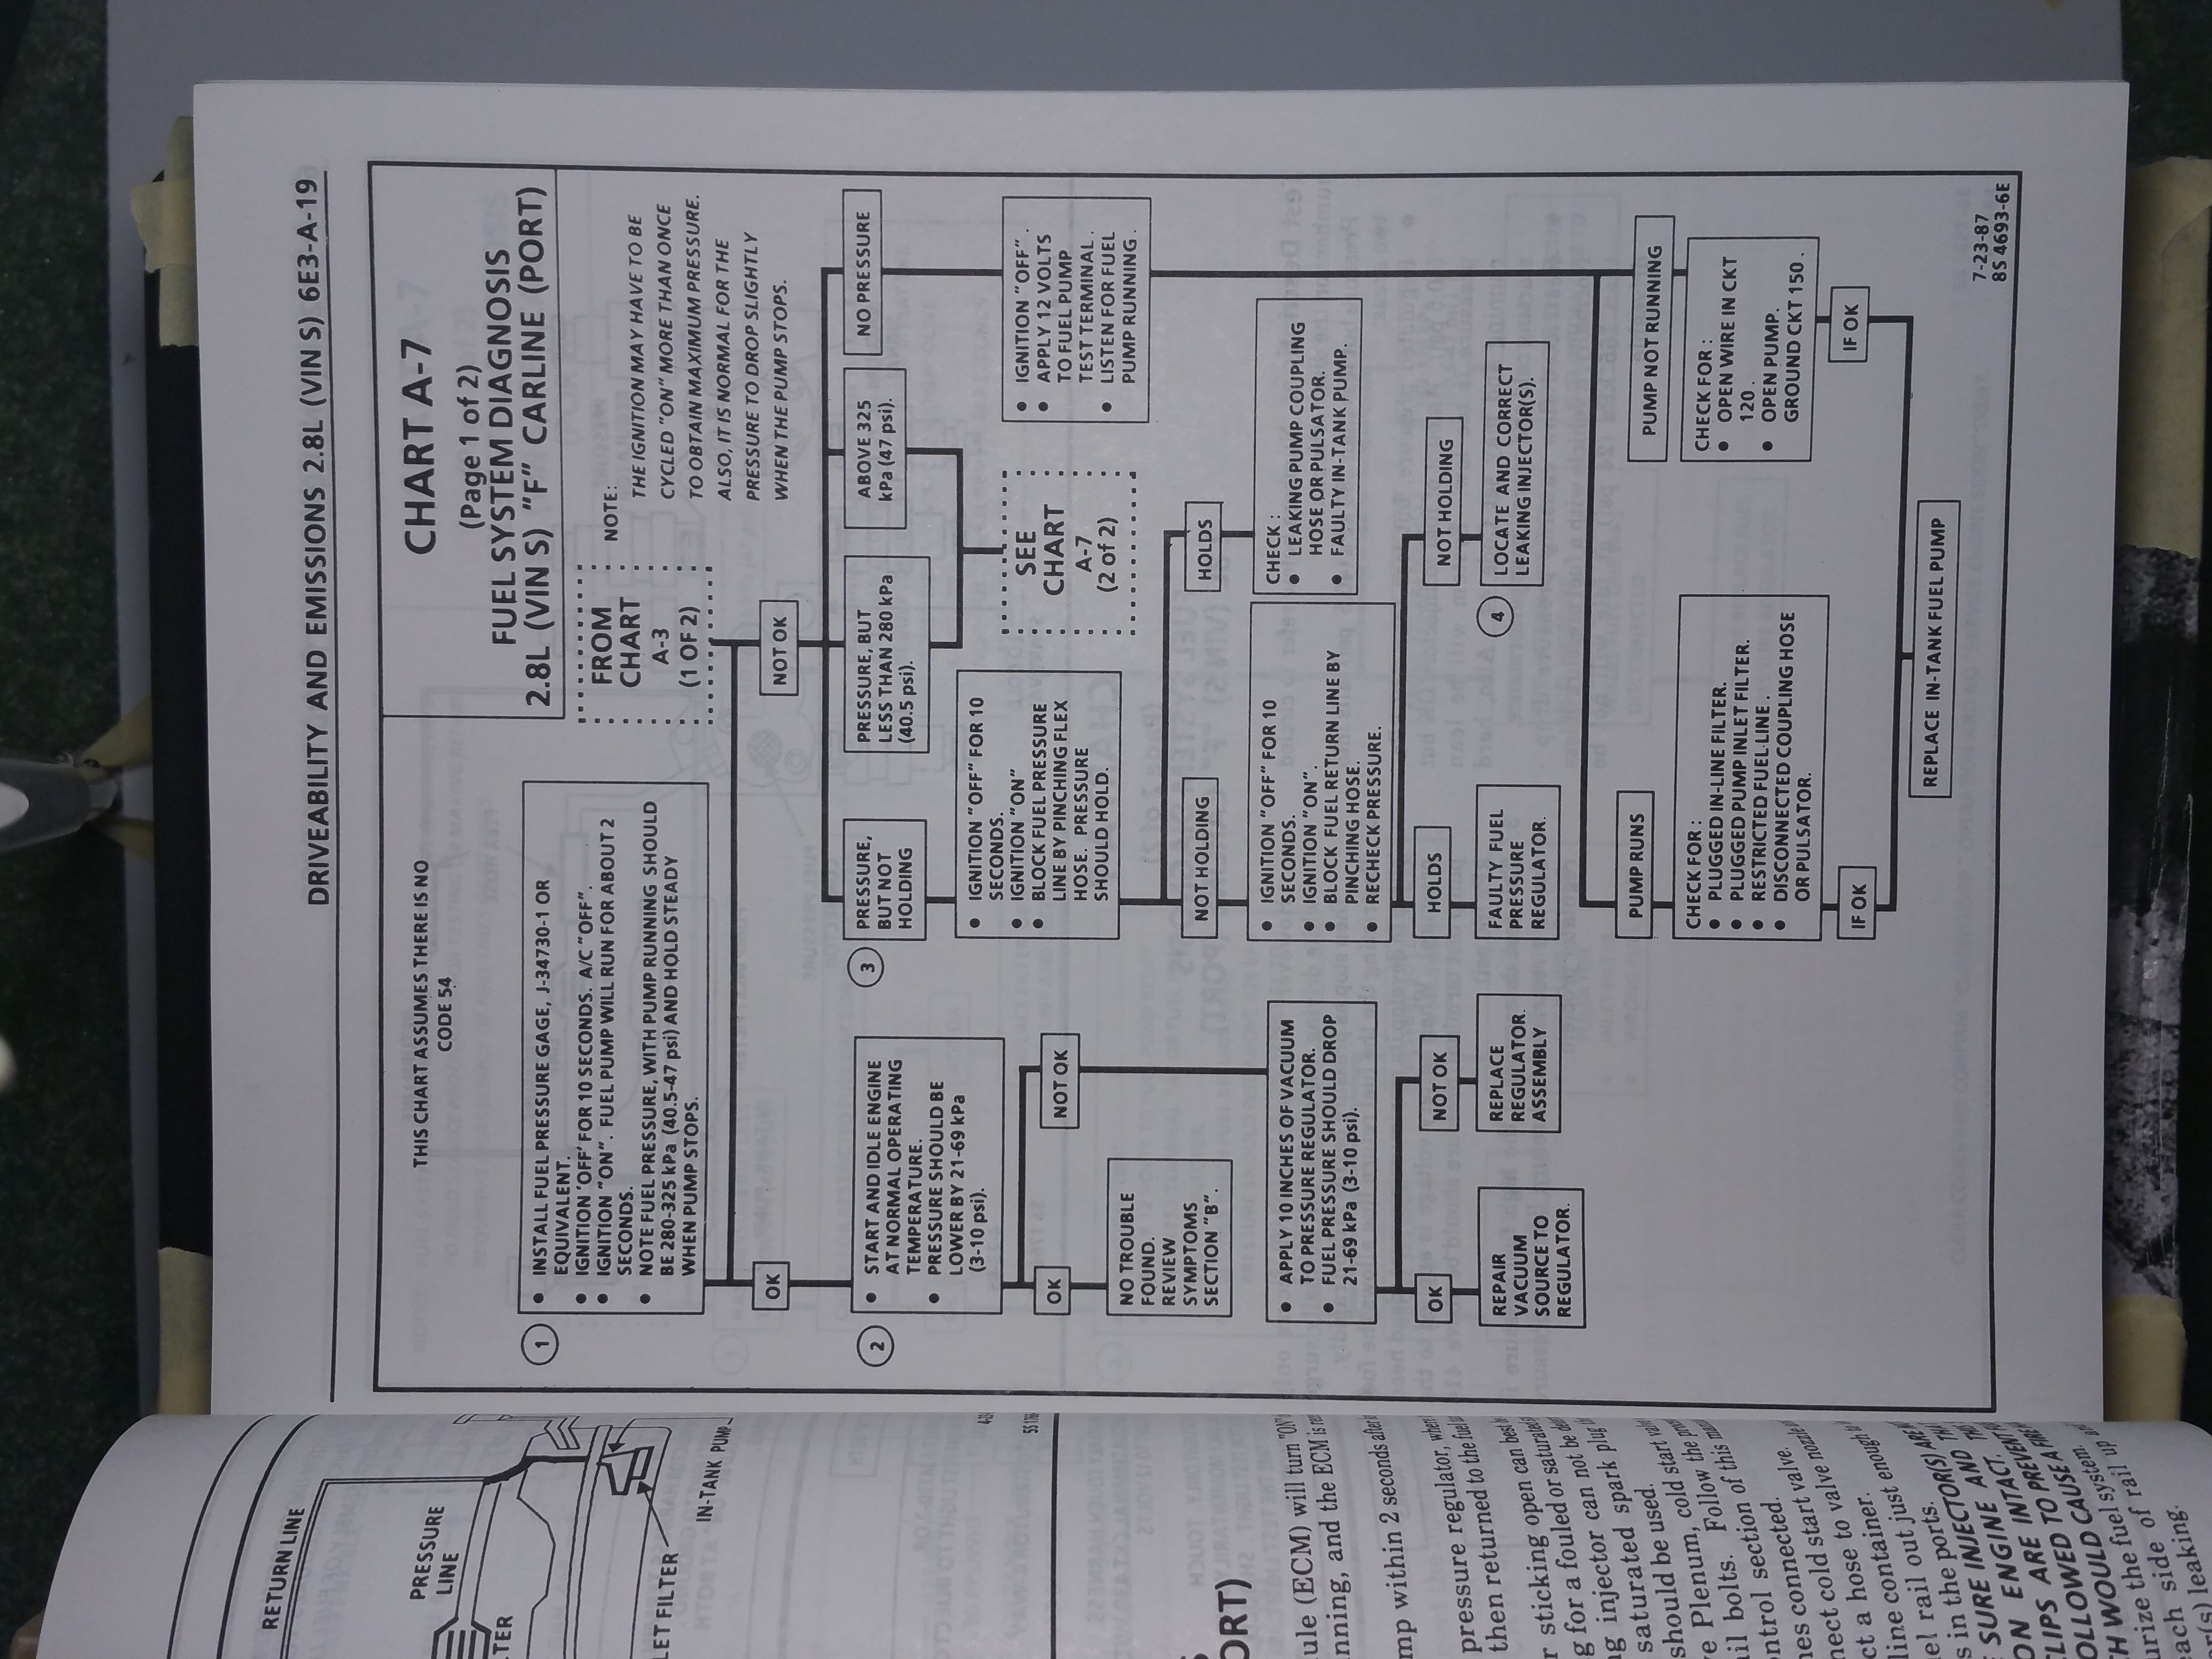 DRIVEABILITY AND EMISSIONS 2.8L (VIN S) 6E3-A-19
THIS CHART ASSUMES THERE IS NO
CODE 54
CHART A-7
(Page 1 of 2)
FUEL SYSTEM DIAGNOSIS
2.8L (VIN S) "F" CARLINE (PORT)
1
• INSTALL FUEL PRESSURE GAGE, J-34730-1 OR
EQUIVALENT.
• IGNITION 'OFF' FOR 10 SECONDS. A/C "OFF".
• IGNITION "ON". FUEL PUMP WILL RUN FOR ABOUT 2
SECONDS.
• NOTE FUEL PRESSURE, WITH PUMP RUNNING SHOULD
BE 280-325 kPa (40.5-47 psi) AND HOLD STEADY
WHEN PUMP STOPS.
FROM
CHART
A-3
(1 OF 2)
NOTE:
THE IGNITION MAY HAVE TO BE
CYCLED "ON" MORE THAN ONCE
TO OBTAIN MAXIMUM PRESSURE.
ALSO, IT IS NORMAL FOR THE
PRESSURE TO DROP SLIGHTLY
WHEN THE PUMP STOPS.
OK
NOT OK
2
• START AND IDLE ENGINE
AT NORMAL OPERATING
TEMPERATURE.
• PRESSURE SHOULD BE
LOWER BY 21-69 kPa
(3-10 psi).
OK
NOT OK
NO TROUBLE
FOUND.
REVIEW
SYMPTOMS
SECTION "B".
• APPLY 10 INCHES OF VACUUM
TO PRESSURE REGULATOR.
• FUEL PRESSURE SHOULD DROP
21-69 kPa (3-10 psi).
OK
NOT OK
REPAIR
VACUUM
SOURCE TO
REGULATOR.
REPLACE
REGULATOR.
ASSEMBLY
3
PRESSURE,
BUT NOT
HOLDING
PRESSURE, BUT
LESS THAN 280 kPa
(40.5 psi).
ABOVE 325
kPa (47 psi).
NO PRESSURE
• IGNITION "OFF" FOR 10
SECONDS.
• IGNITION "ON"
• BLOCK FUEL PRESSURE
LINE BY PINCHING FLEX
HOSE. PRESSURE
SHOULD HOLD.
SEE
CHART
A-7
(2 of 2)
• IGNITION "OFF".
• APPLY 12 VOLTS
TO FUEL PUMP
TEST TERMINAL.
• LISTEN FOR FUEL
PUMP RUNNING.
NOT HOLDING
HOLDS
• IGNITION "OFF" FOR 10
SECONDS.
• IGNITION "ON".
• BLOCK FUEL RETURN LINE BY
PINCHING HOSE.
• RECHECK PRESSURE.
CHECK :
• LEAKING PUMP COUPLING
HOSE OR PULSATOR.
• FAULTY IN-TANK PUMP.
HOLDS
NOT HOLDING
FAULTY FUEL
PRESSURE
REGULATOR.
4
LOCATE AND CORRECT
LEAKING INJECTOR(S).
PUMP RUNS
PUMP NOT RUNNING
CHECK FOR :
• PLUGGED IN-LINE FILTER.
• PLUGGED PUMP INLET FILTER.
• RESTRICTED FUEL LINE.
• DISCONNECTED COUPLING HOSE
OR PULSATOR.
CHECK FOR :
• OPEN WIRE IN CKT
120.
• OPEN PUMP.
GROUND CKT 150.
IF OK
IF OK
REPLACE IN-TANK FUEL PUMP
7-23-87
8S 4693-6E
RETURN LINE
PRESSURE
LINE
TER
LET FILTER
IN-TANK PUMP
ORT)
ule (ECM) will turn "ON"
nning, and the ECM is
mp within 2 seconds after
pressure regulator, when
then returned to the fuel
r sticking open can best
g for a fouled or saturated
ng injector can not be
saturated spark plug
should be used.
ve Plenum, cold start
ail bolts. Follow the
ontrol section of this
nes connected.
nect cold start valve.
ct a hose to valve nozzle
line contact container.
el rail out just enough
s in the port(s).
SURE INJECTOR(S) ARE
ON ENGINE AND
CLIPS ARE INTACT.
OLLOWED TO PREVENT
H WOULD CAUSE A FIRE
urize the fuel system.
each side of rail up
r(s) leaking.